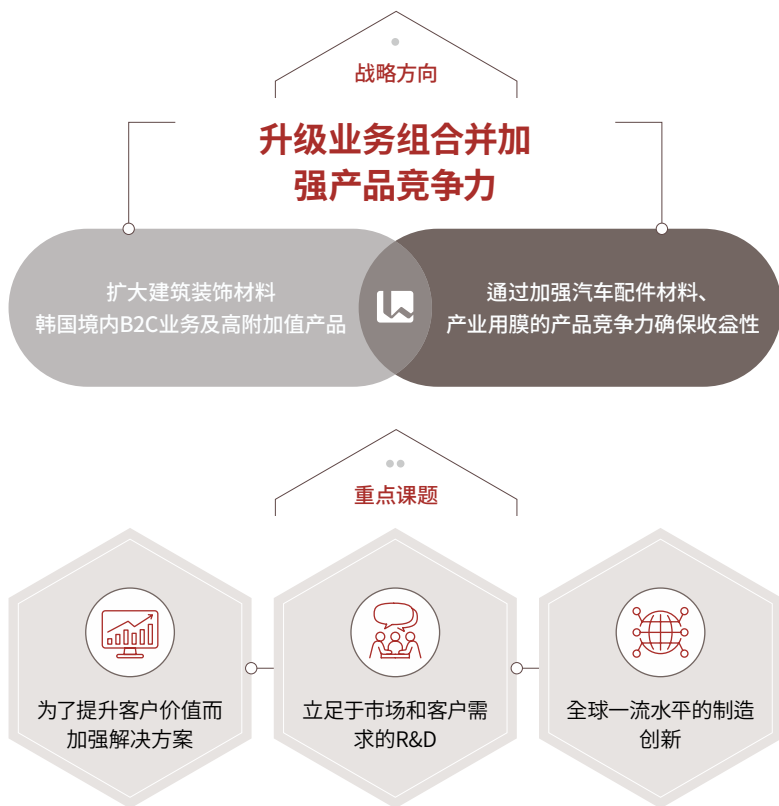 战略方向
升级业务组合并加
强产品竞争力
扩大建筑装饰材料
韩国境内B2C业务及高附加值产品
通过加强汽车配件材料、
产业用膜的产品竞争力确保收益性
重点课题
为了提升客户价值而
加强解决方案
立足于市场和客户需
求的R&D
全球一流水平的制造
创新